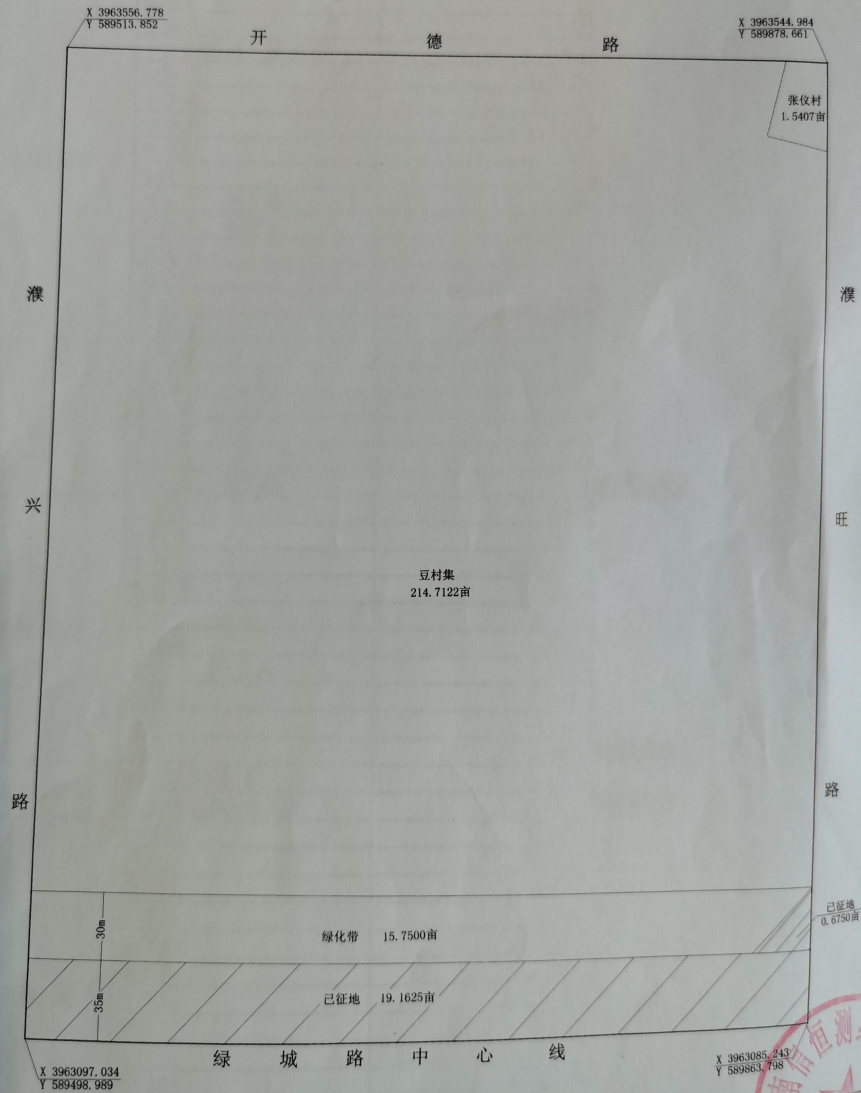 X 3963556.778
Y 589513.852
X 3963544.984
Y 589878.661
开德路
张仪村
1.5407亩
濮兴路
濮旺路
豆村集
214.7122亩
30m
绿化带 15.7500亩
已征地
0.6750亩
35m
已征地 19.1625亩
绿城路中心线
X 3963097.034
Y 589498.989
X 3963085.243
Y 589863.798
信恒测